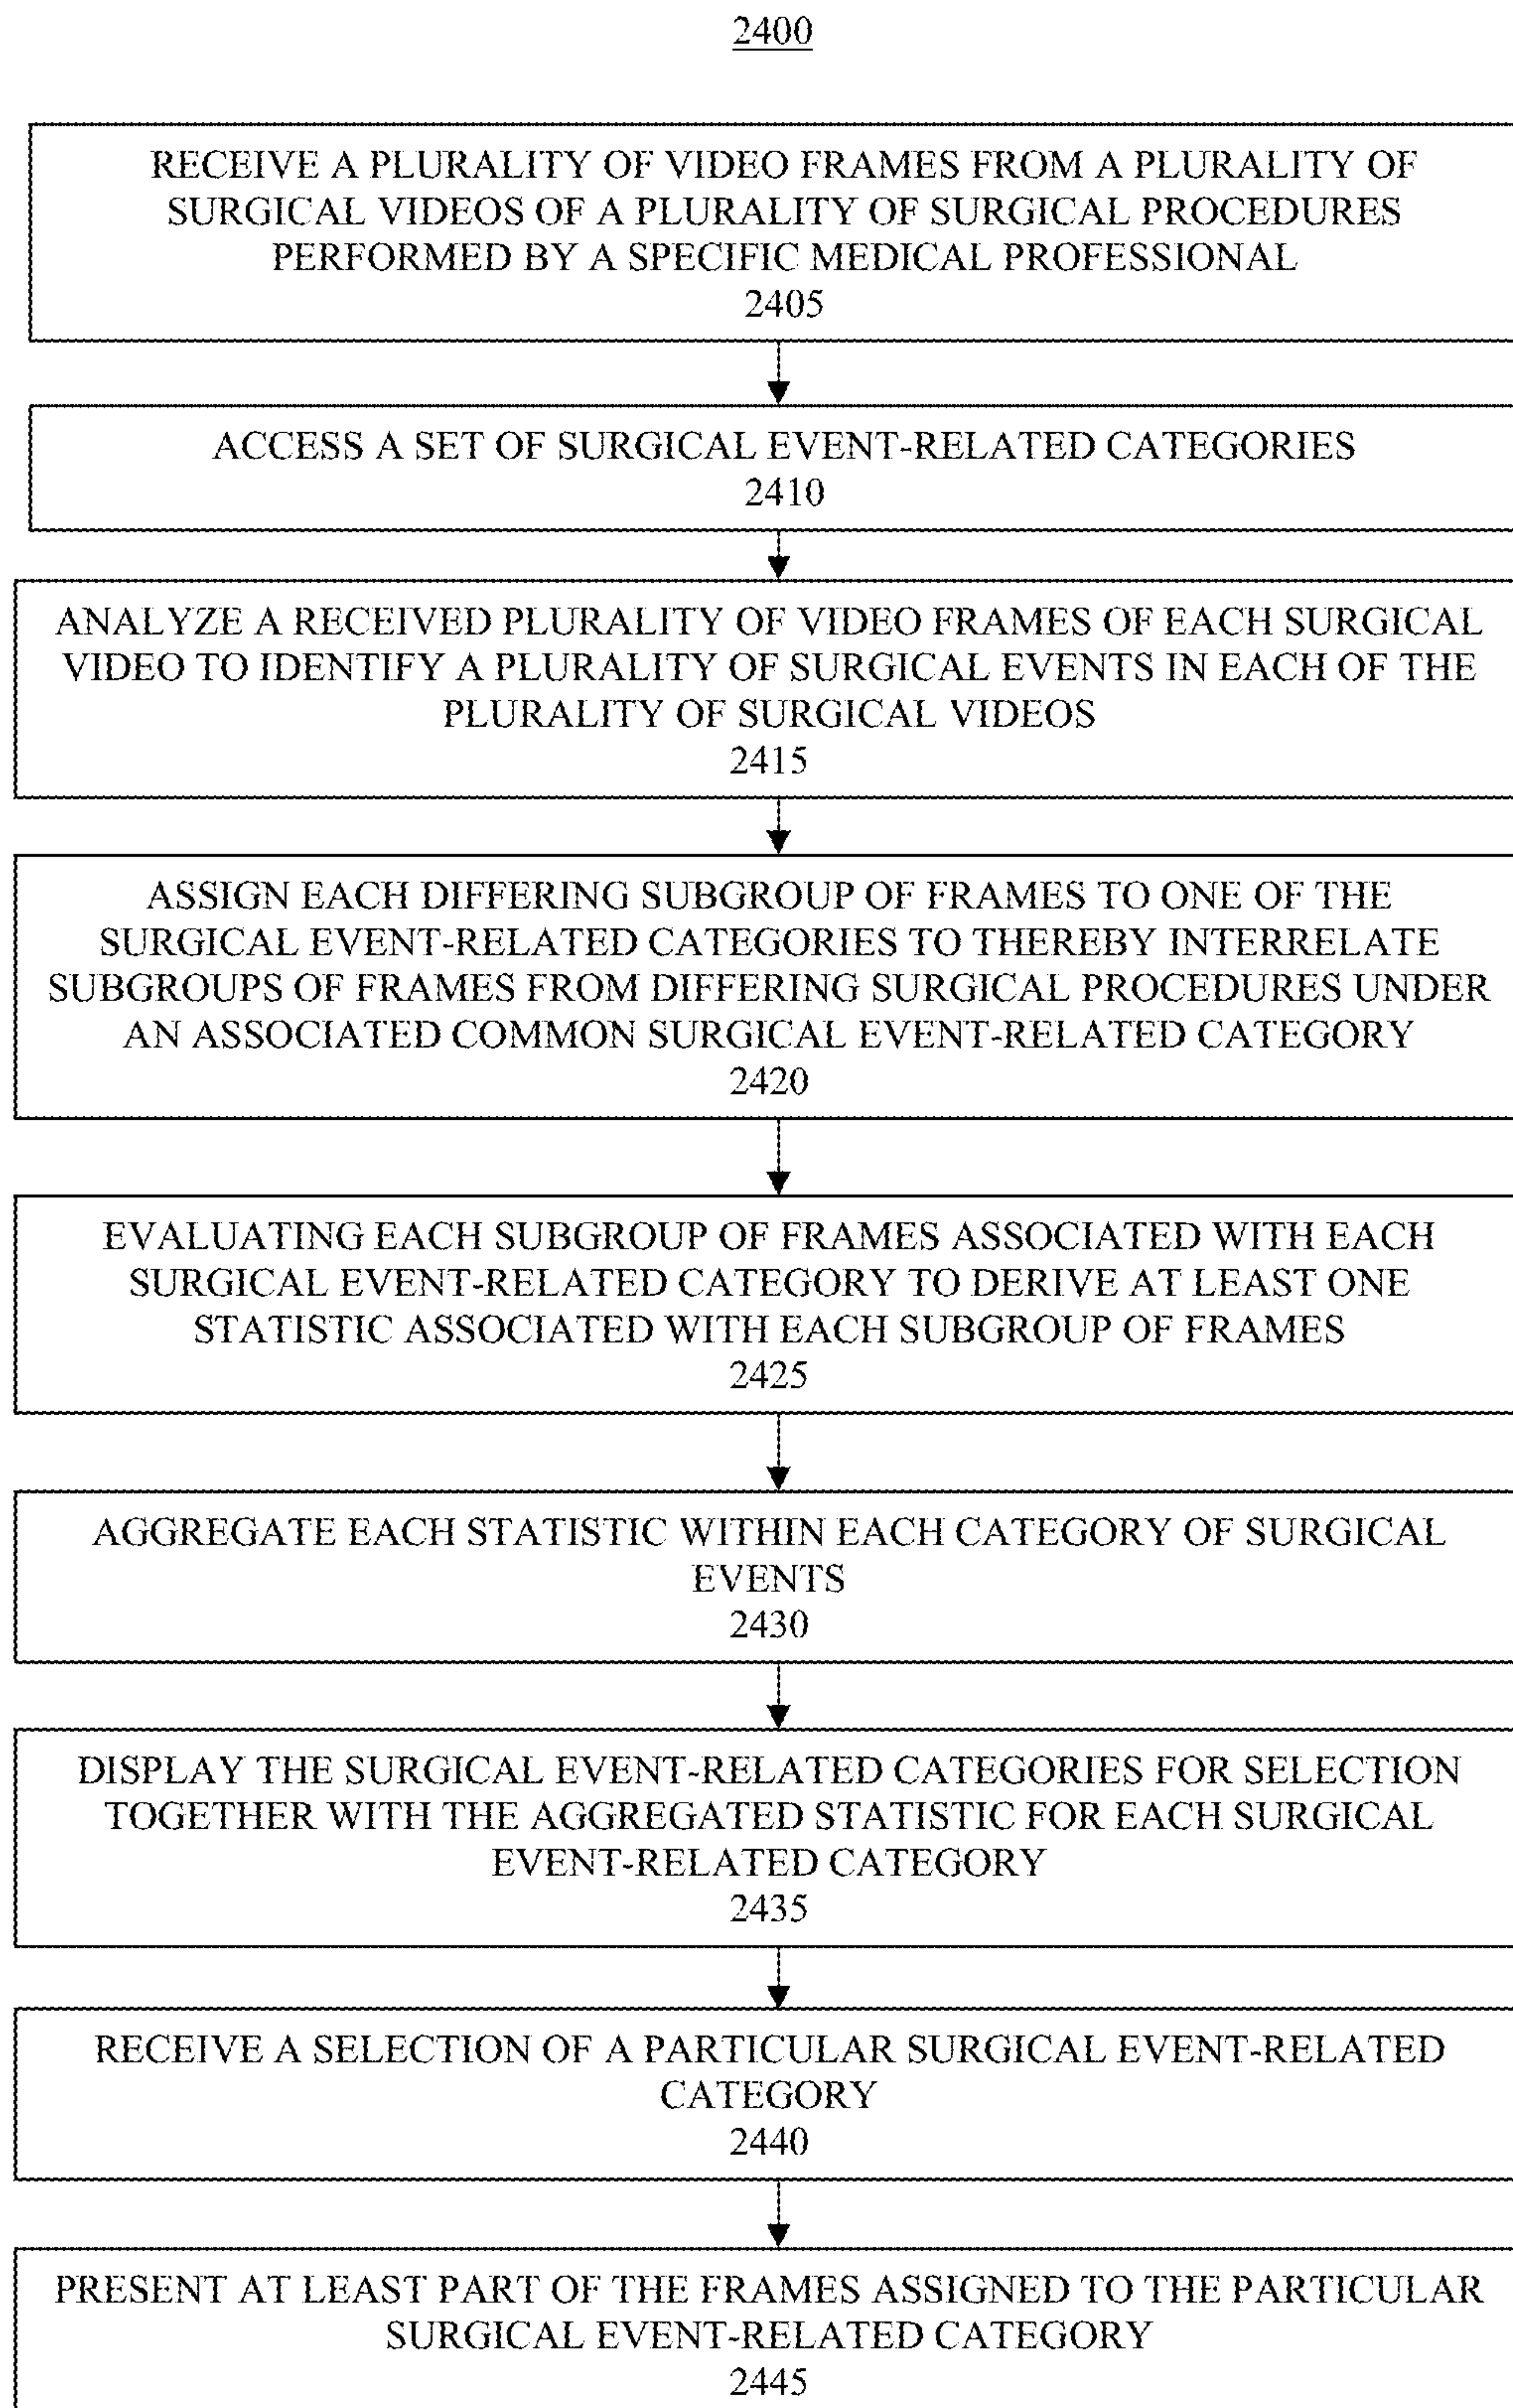 2400
RECEIVE A PLURALITY OF VIDEO FRAMES FROM A PLURALITY OF
SURGICAL VIDEOS OF A PLURALITY OF SURGICAL PROCEDURES
PERFORMED BY A SPECIFIC MEDICAL PROFESSIONAL
2405
ACCESS A SET OF SURGICAL EVENT-RELATED CATEGORIES
2410
ANALYZE A RECEIVED PLURALITY OF VIDEO FRAMES OF EACH SURGICAL
VIDEO TO IDENTIFY A PLURALITY OF SURGICAL EVENTS IN EACH OF THE
PLURALITY OF SURGICAL VIDEOS
2415
ASSIGN EACH DIFFERING SUBGROUP OF FRAMES TO ONE OF THE
SURGICAL EVENT-RELATED CATEGORIES TO THEREBY INTERRELATE
SUBGROUPS OF FRAMES FROM DIFFERING SURGICAL PROCEDURES UNDER
AN ASSOCIATED COMMON SURGICAL EVENT-RELATED CATEGORY
2420
EVALUATING EACH SUBGROUP OF FRAMES ASSOCIATED WITH EACH
SURGICAL EVENT-RELATED CATEGORY TO DERIVE AT LEAST ONE
STATISTIC ASSOCIATED WITH EACH SUBGROUP OF FRAMES
2425
AGGREGATE EACH STATISTIC WITHIN EACH CATEGORY OF SURGICAL
EVENTS
2430
DISPLAY THE SURGICAL EVENT-RELATED CATEGORIES FOR SELECTION
TOGETHER WITH THE AGGREGATED STATISTIC FOR EACH SURGICAL
EVENT-RELATED CATEGORY
2435
RECEIVE A SELECTION OF A PARTICULAR SURGICAL EVENT-RELATED
CATEGORY
2440
PRESENT AT LEAST PART OF THE FRAMES ASSIGNED TO THE PARTICULAR
SURGICAL EVENT-RELATED CATEGORY
2445